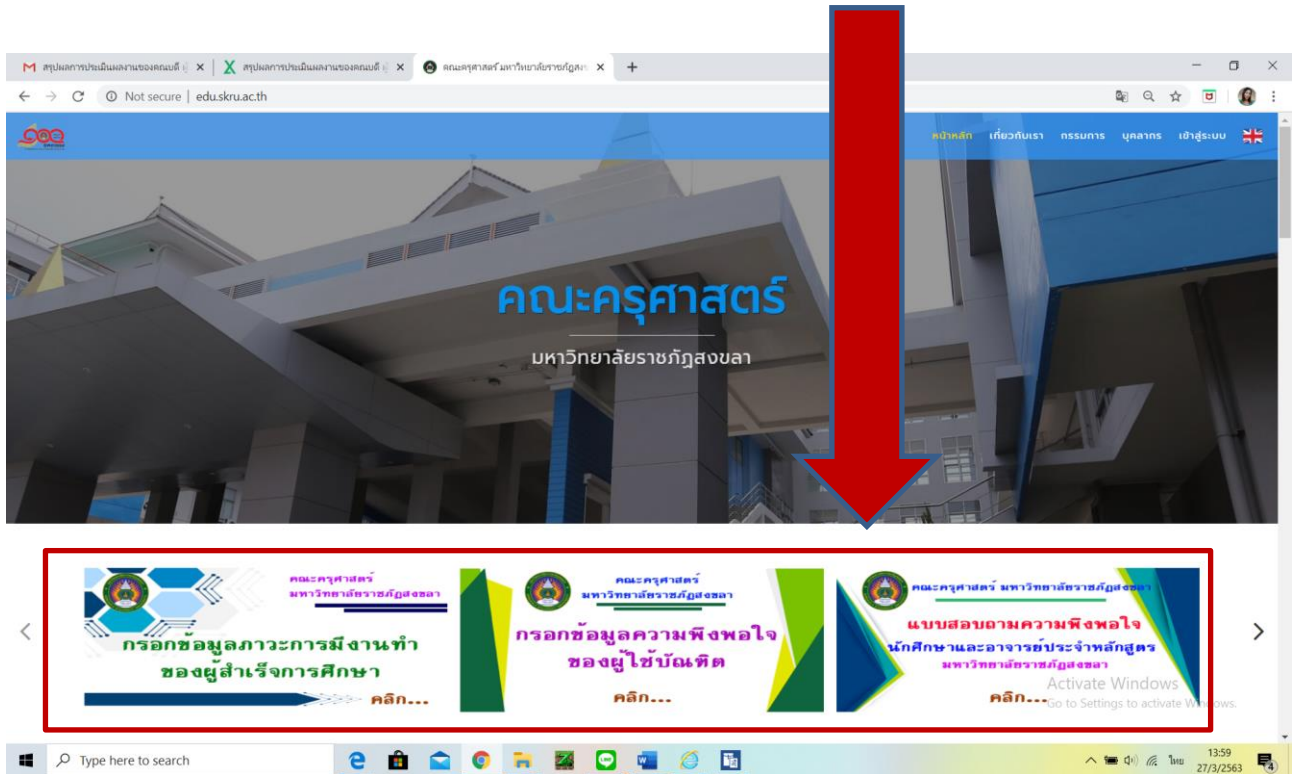 สรุปผลการประเมินผลงานของคณบดี
สรุปผลการประเมินผลงานของคณบดี
คณะครุศาสตร์ มหาวิทยาลัยราชภัฏสงข
Not secure | edu.skru.ac.th
หน้าหลัก เกี่ยวกับเรา กรรมการ บุคลากร เข้าสู่ระบบ
คณะครุศาสตร์
มหาวิทยาลัยราชภัฏสงขลา
คณะครุศาสตร์
มหาวิทยาลัยราชภัฏสงขลา
กรอกข้อมูลภาวะการมีงานทำ
ของผู้สำเร็จการศึกษา
คลิก...
คณะครุศาสตร์
มหาวิทยาลัยราชภัฏสงขลา
กรอกข้อมูลความพึงพอใจ
ของผู้ใช้บัณฑิต
คลิก...
คณะครุศาสตร์ มหาวิทยาลัยราชภัฏสงขลา
แบบสอบถามความพึงพอใจ
นักศึกษาและอาจารย์ประจำหลักสูตร
มหาวิทยาลัยราชภัฏสงขลา
คลิก...
Activate Windows
Go to Settings to activate Windows.
Type here to search
ไทย
13:59
27/3/2563
4